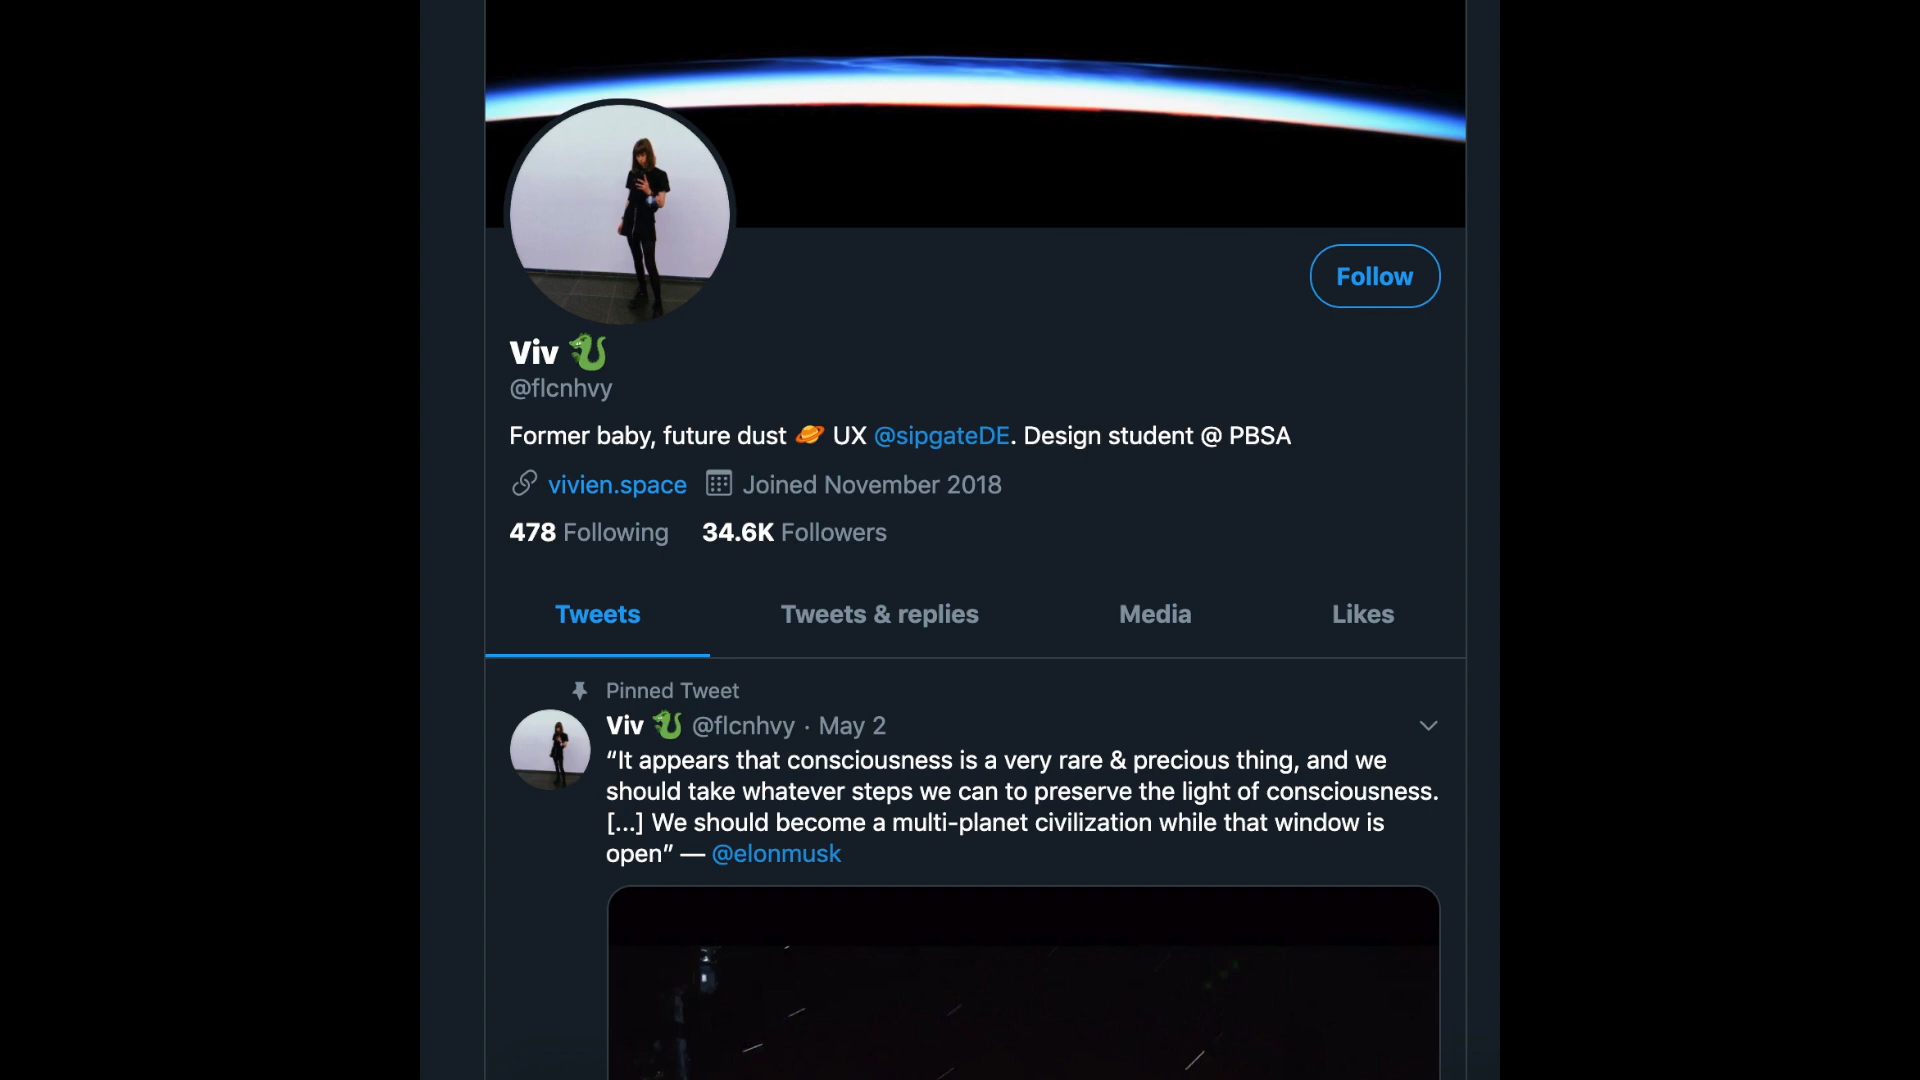 Follow
Viv 🐉
@flcnhvy
Former baby, future dust 🪐 UX @sipgateDE. Design student @ PBSA
vivien.space Joined November 2018
478 Following 34.6K Followers
Tweets Tweets & replies Media Likes
Pinned Tweet
Viv 🐉 @flcnhvy · May 2
“It appears that consciousness is a very rare & precious thing, and we
should take whatever steps we can to preserve the light of consciousness.
[...] We should become a multi-planet civilization while that window is
open” — @elonmusk